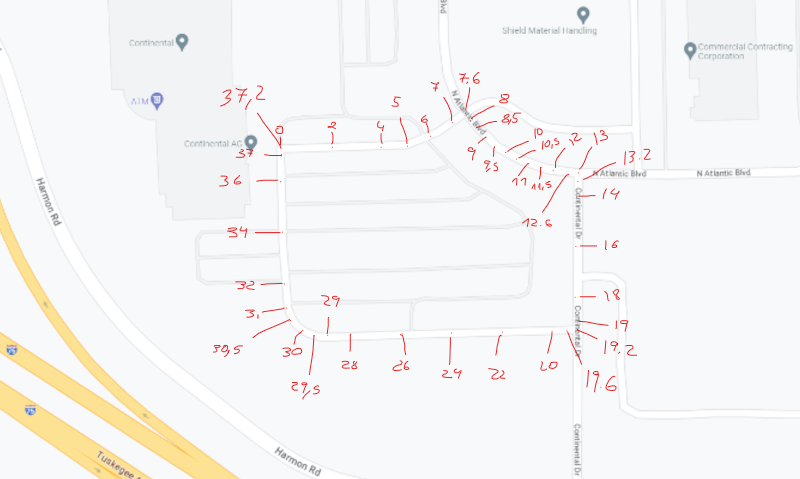 Blvd
Shield Material Handling
Continental
Commercial Contracting
Corporation
7,6
37,2
7
8
ATM
5
N Atlantic Blvd
8,5
0
2
4
6
10
10,5
12
13
Continental AG
37
9
9,5
11
11,5
13.2
36
N Atlantic Blvd
N Atlantic Blvd
14
Harmon Rd
12.6
Continental Dr
34
16
32
18
29
31
Continental Dr
19
30,5
30
28
26
24
22
20
19,2
75
29,5
19.6
75
Continental Dr
Tuskegee
Harmon Rd